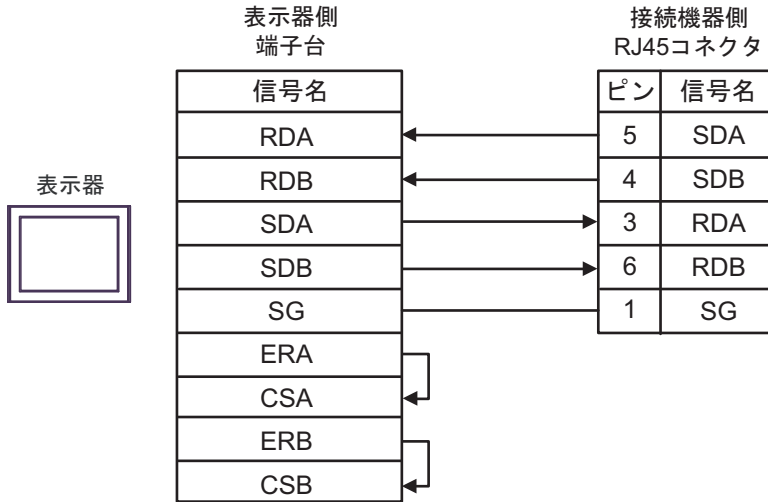 表示器側
端子台
接続機器側
RJ45コネクタ
信号名
ピン 信号名
RDA 5 SDA
RDB 4 SDB
表示器
SDA 3 RDA
SDB 6 RDB
SG 1 SG
ERA
CSA
ERB
CSB